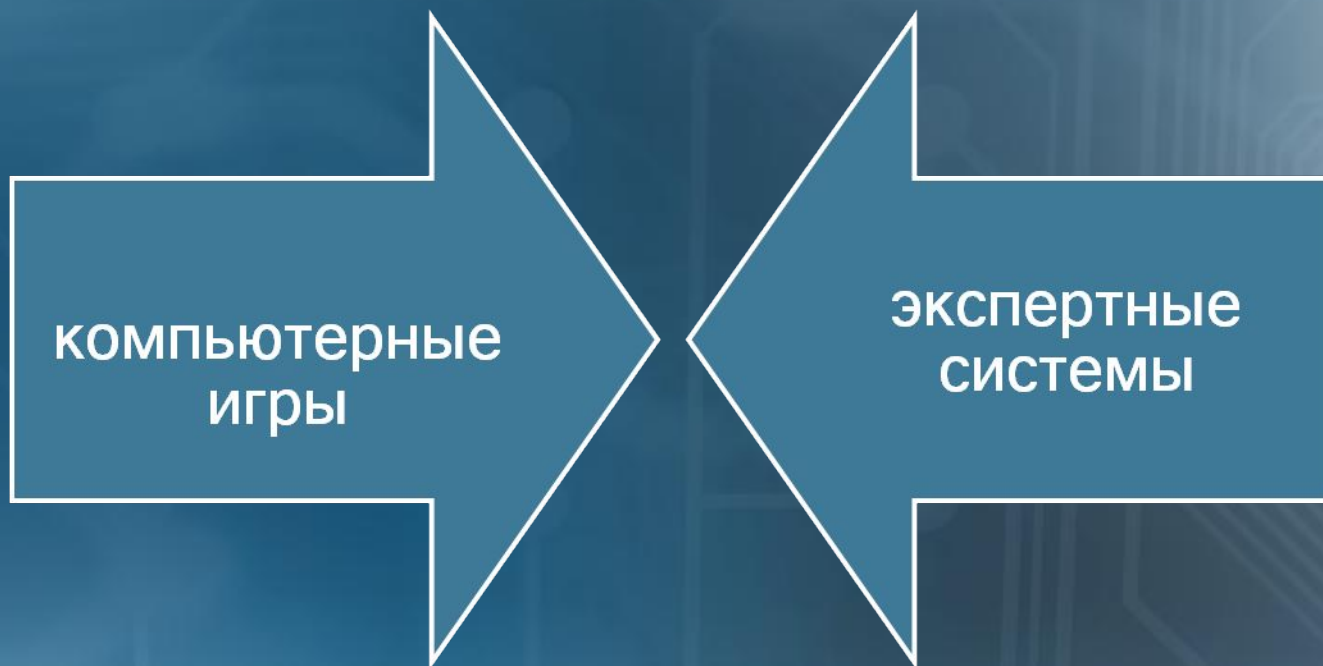 компьютерные
игры
экспертные
системы